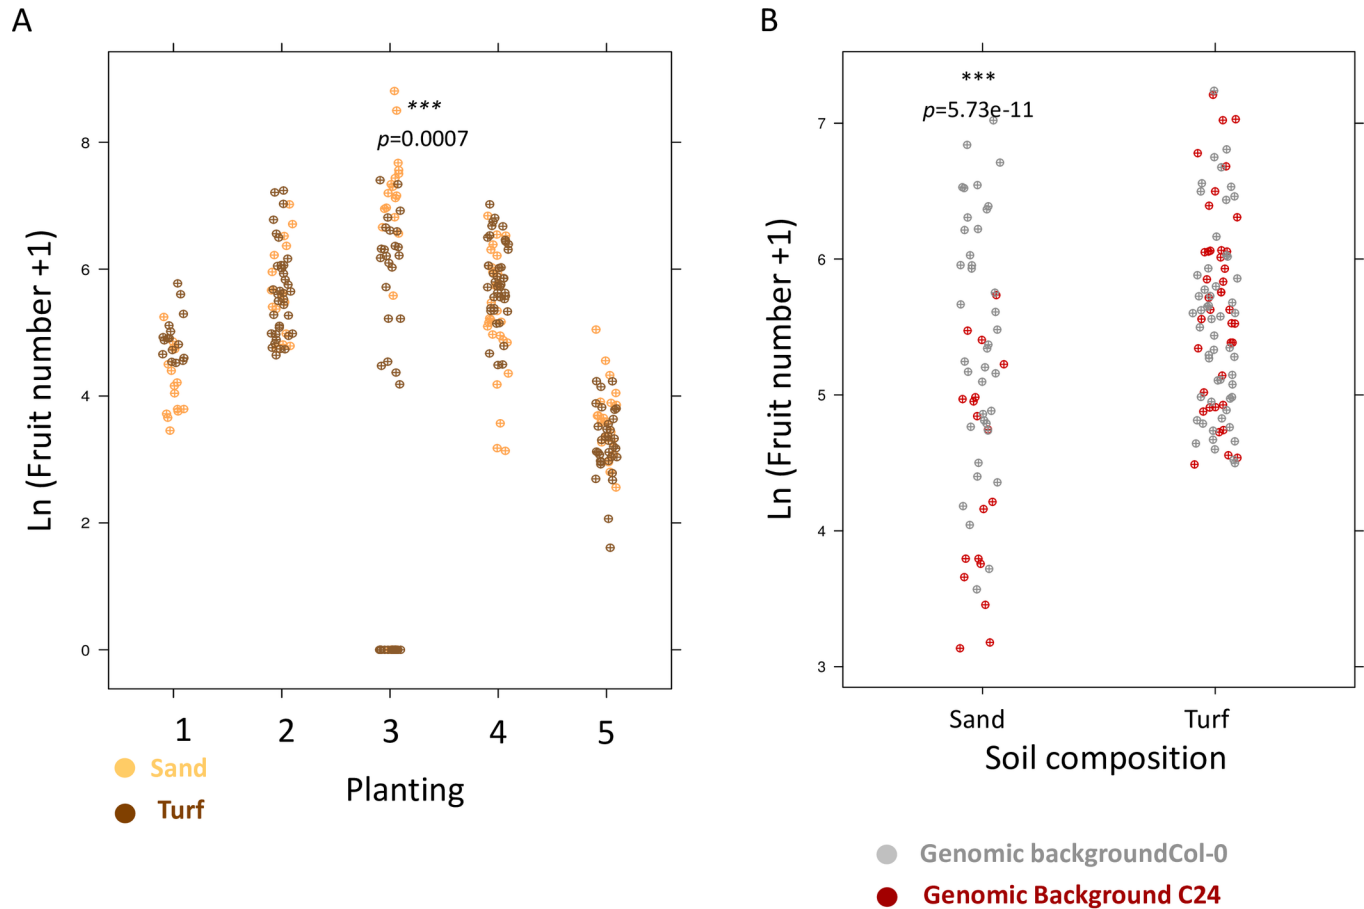 A
B
***
p=0.0007
***
p=5.73e-11
Ln (Fruit number +1)
8
6
4
2
0
1 2 3 4 5
Planting
Sand
Turf
Ln (Fruit number +1)
7
6
5
4
3
Sand Turf
Soil composition
Genomic backgroundCol-0
Genomic Background C24